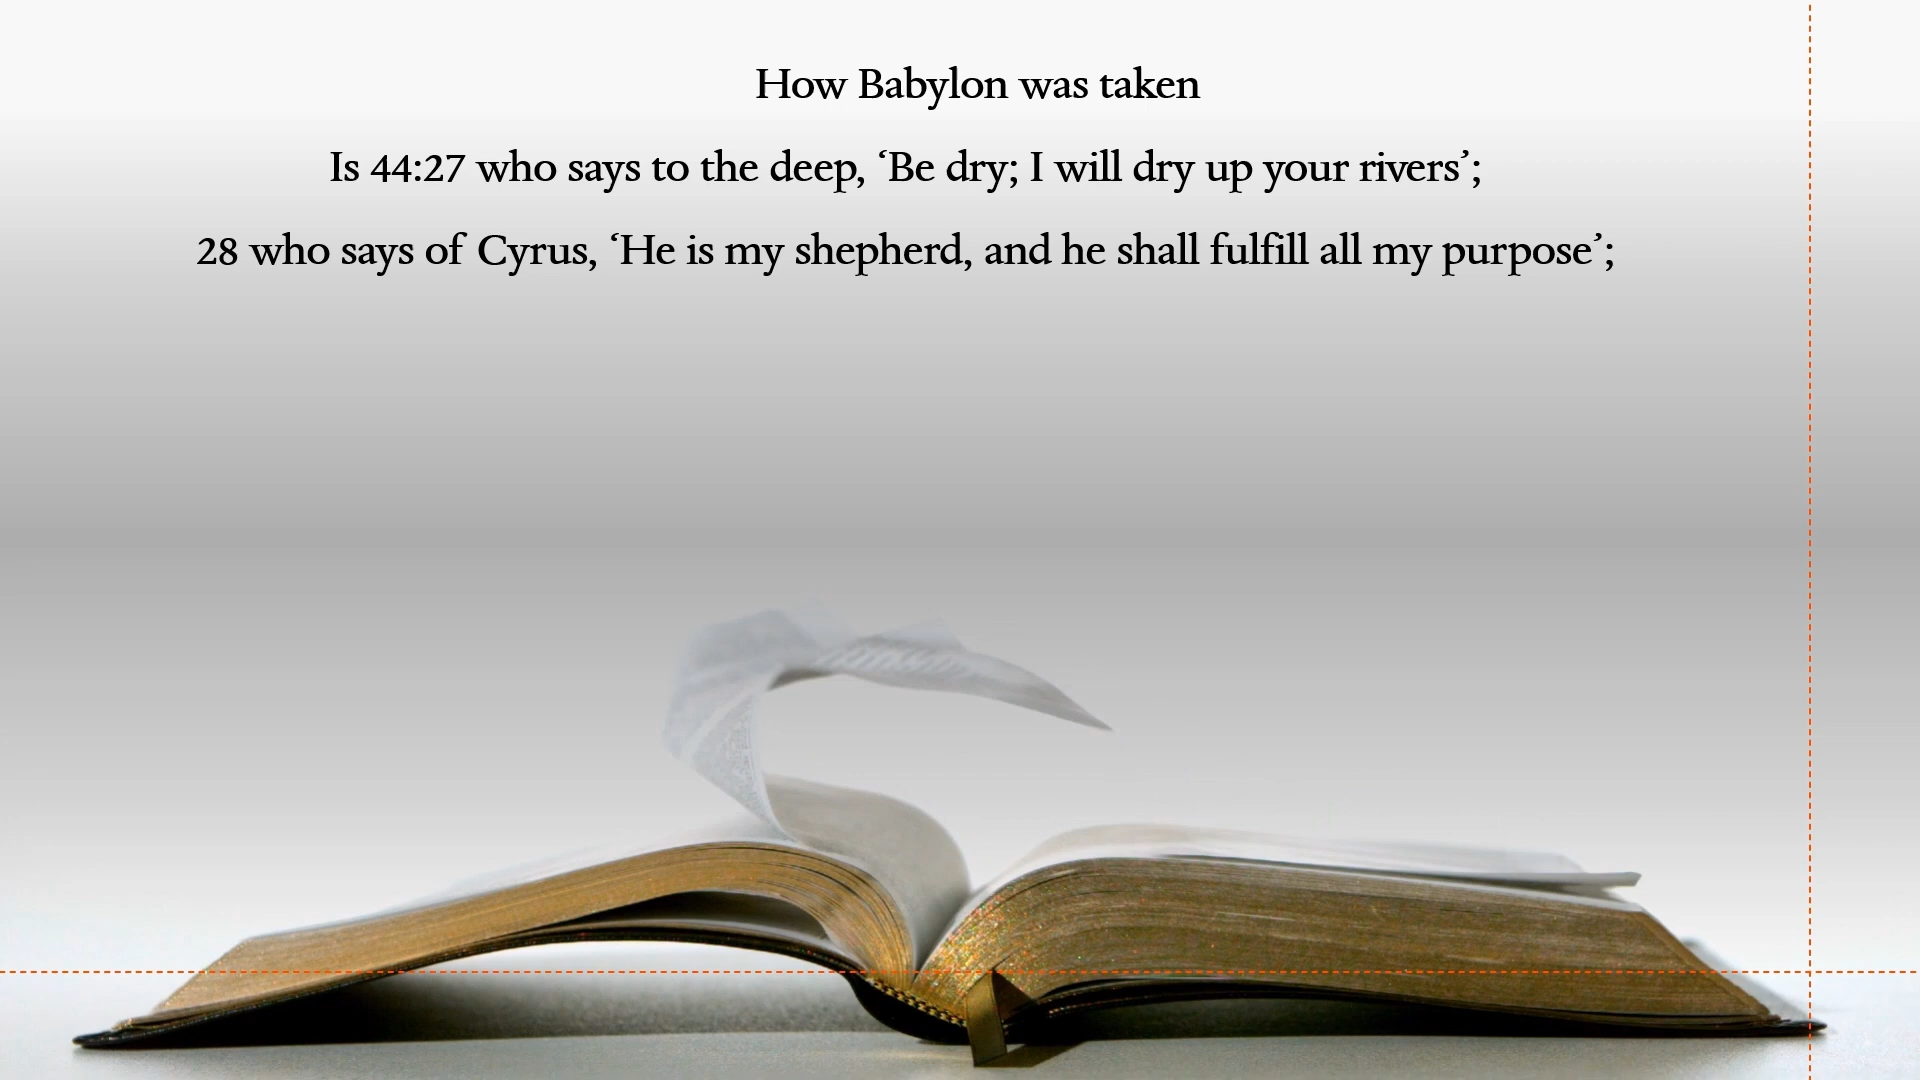 How Babylon was taken
Is 44:27 who says to the deep, ‘Be dry; I will dry up your rivers’;
28 who says of Cyrus, ‘He is my shepherd, and he shall fulfill all my purpose’;